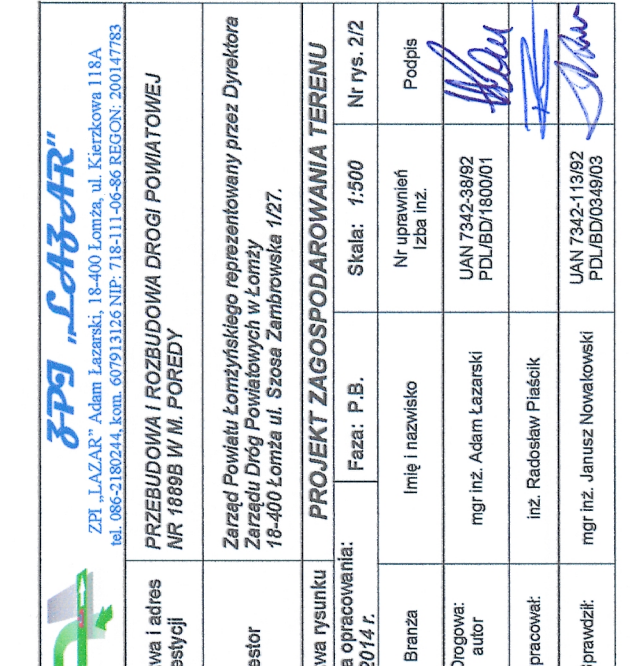 ZPI „LAZAR”
ZPI „LAZAR” Adam Łazarski, 18-400 Łomża, ul. Kierzkowa 118A
tel. 086-2180244, kom. 607913126 NIP: 718-111-06-86 REGON: 200147783
wa i adres
estycji
PRZEBUDOWA I ROZBUDOWA DROGI POWIATOWEJ
NR 1889B W M. POREDY
estor
Zarząd Powiatu Łomżyńskiego reprezentowany przez Dyrektora
Zarządu Dróg Powiatowych w Łomży
18-400 Łomża ul. Szosa Zambrowska 1/27.
wa rysunku
PROJEKT ZAGOSPODAROWANIA TERENU
a opracowania:
2014 r.
Faza: P.B.
Skala: 1:500
Nr rys. 2/2
Branża
Imię i nazwisko
Nr uprawnień
Izba inż.
Podpis
Drogowa:
autor
mgr inż. Adam Łazarski
UAN 7342-38/92
PDL/BD/1800/01
pracował:
inż. Radosław Piaścik
prawdził:
mgr inż. Janusz Nowakowski
UAN 7342-113/92
PDL/BD/0349/03